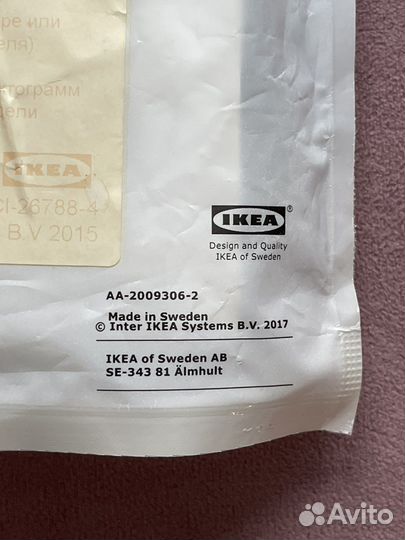 ре или
еля)
ктограмм
дели
IKEA
CI-26788-4
B.V 2015
IKEA®
Design and Quality
IKEA of Sweden
AA-2009306-2
Made in Sweden
© Inter IKEA Systems B.V. 2017
IKEA of Sweden AB
SE-343 81 Älmhult
Avito